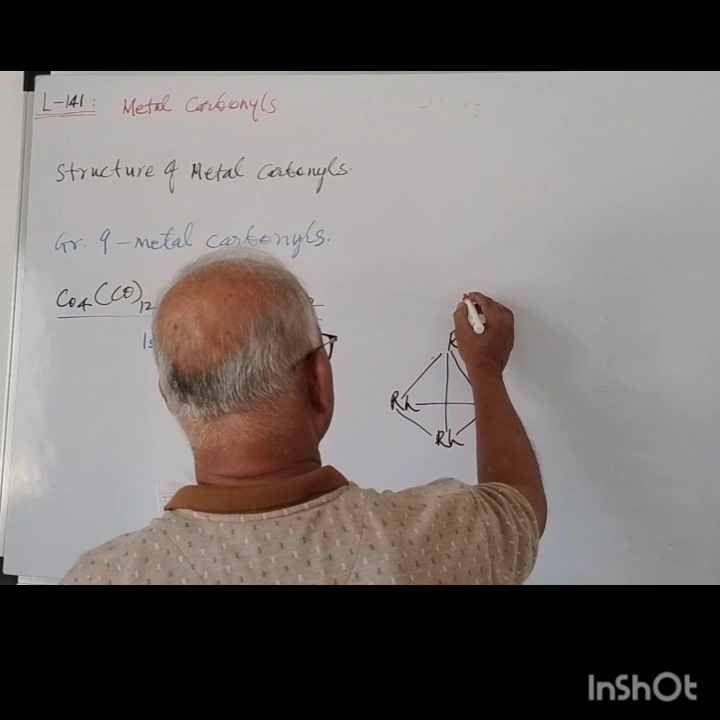 L-141: Metal Carbonyls
Structure of Metal Carbonyls.
Gr. 9-metal carbonyls.
Co4(CO)12
Rh
Rh
InShOt